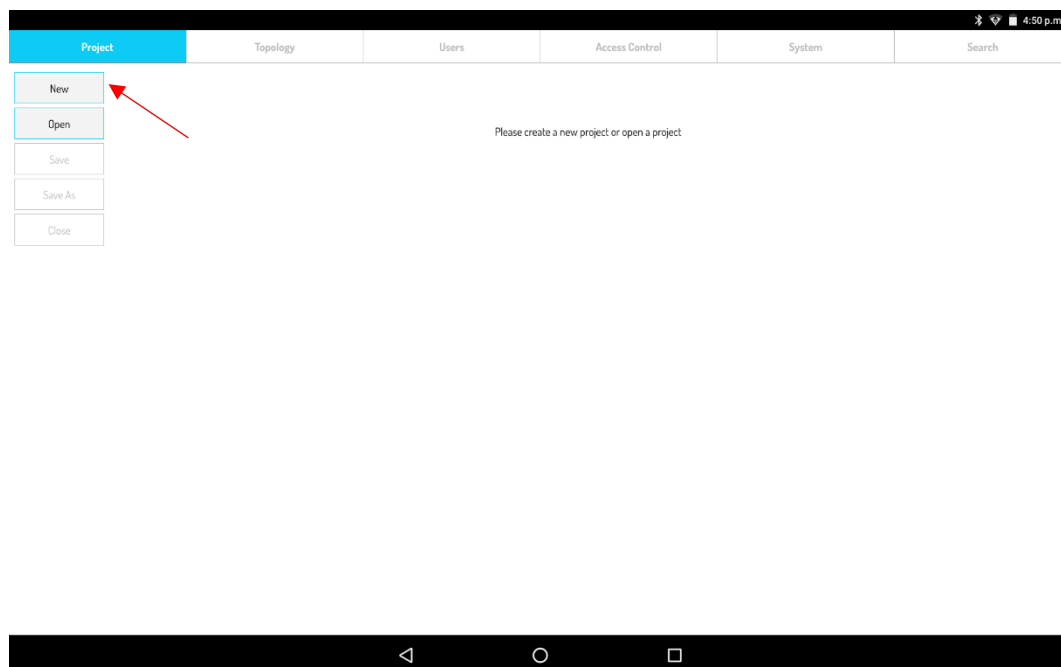 4:50 p.m
Project Topology Users Access Control System Search
New
Open
Please create a new project or open a project
Save
Save As
Close